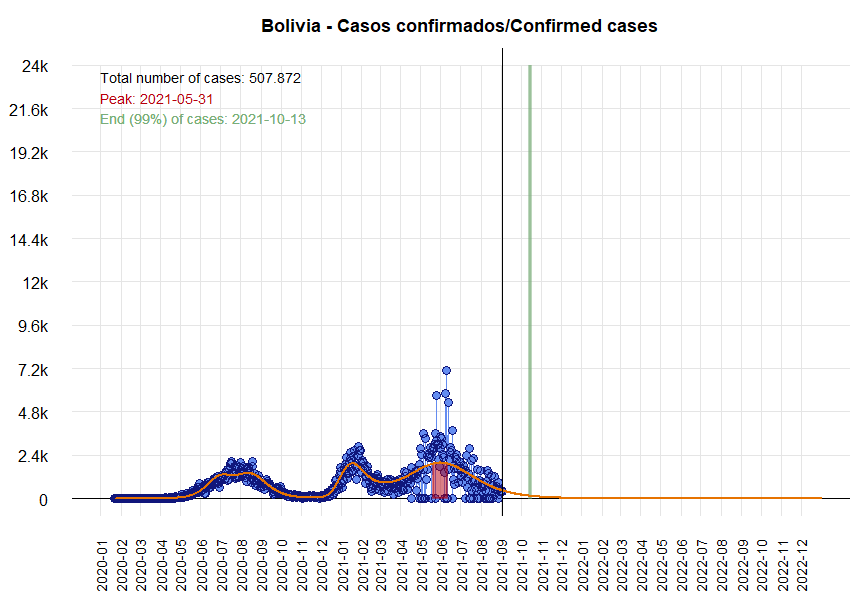 Bolivia - Casos confirmados/Confirmed cases
Total number of cases: 507.872
Peak: 2021-05-31
End (99%) of cases: 2021-10-13
24k
21.6k
19.2k
16.8k
14.4k
12k
9.6k
7.2k
4.8k
2.4k
0
2020-01
2020-02
2020-03
2020-04
2020-05
2020-06
2020-07
2020-08
2020-09
2020-10
2020-11
2020-12
2021-01
2021-02
2021-03
2021-04
2021-05
2021-06
2021-07
2021-08
2021-09
2021-10
2021-11
2021-12
2022-01
2022-02
2022-03
2022-04
2022-05
2022-06
2022-07
2022-08
2022-09
2022-10
2022-11
2022-12